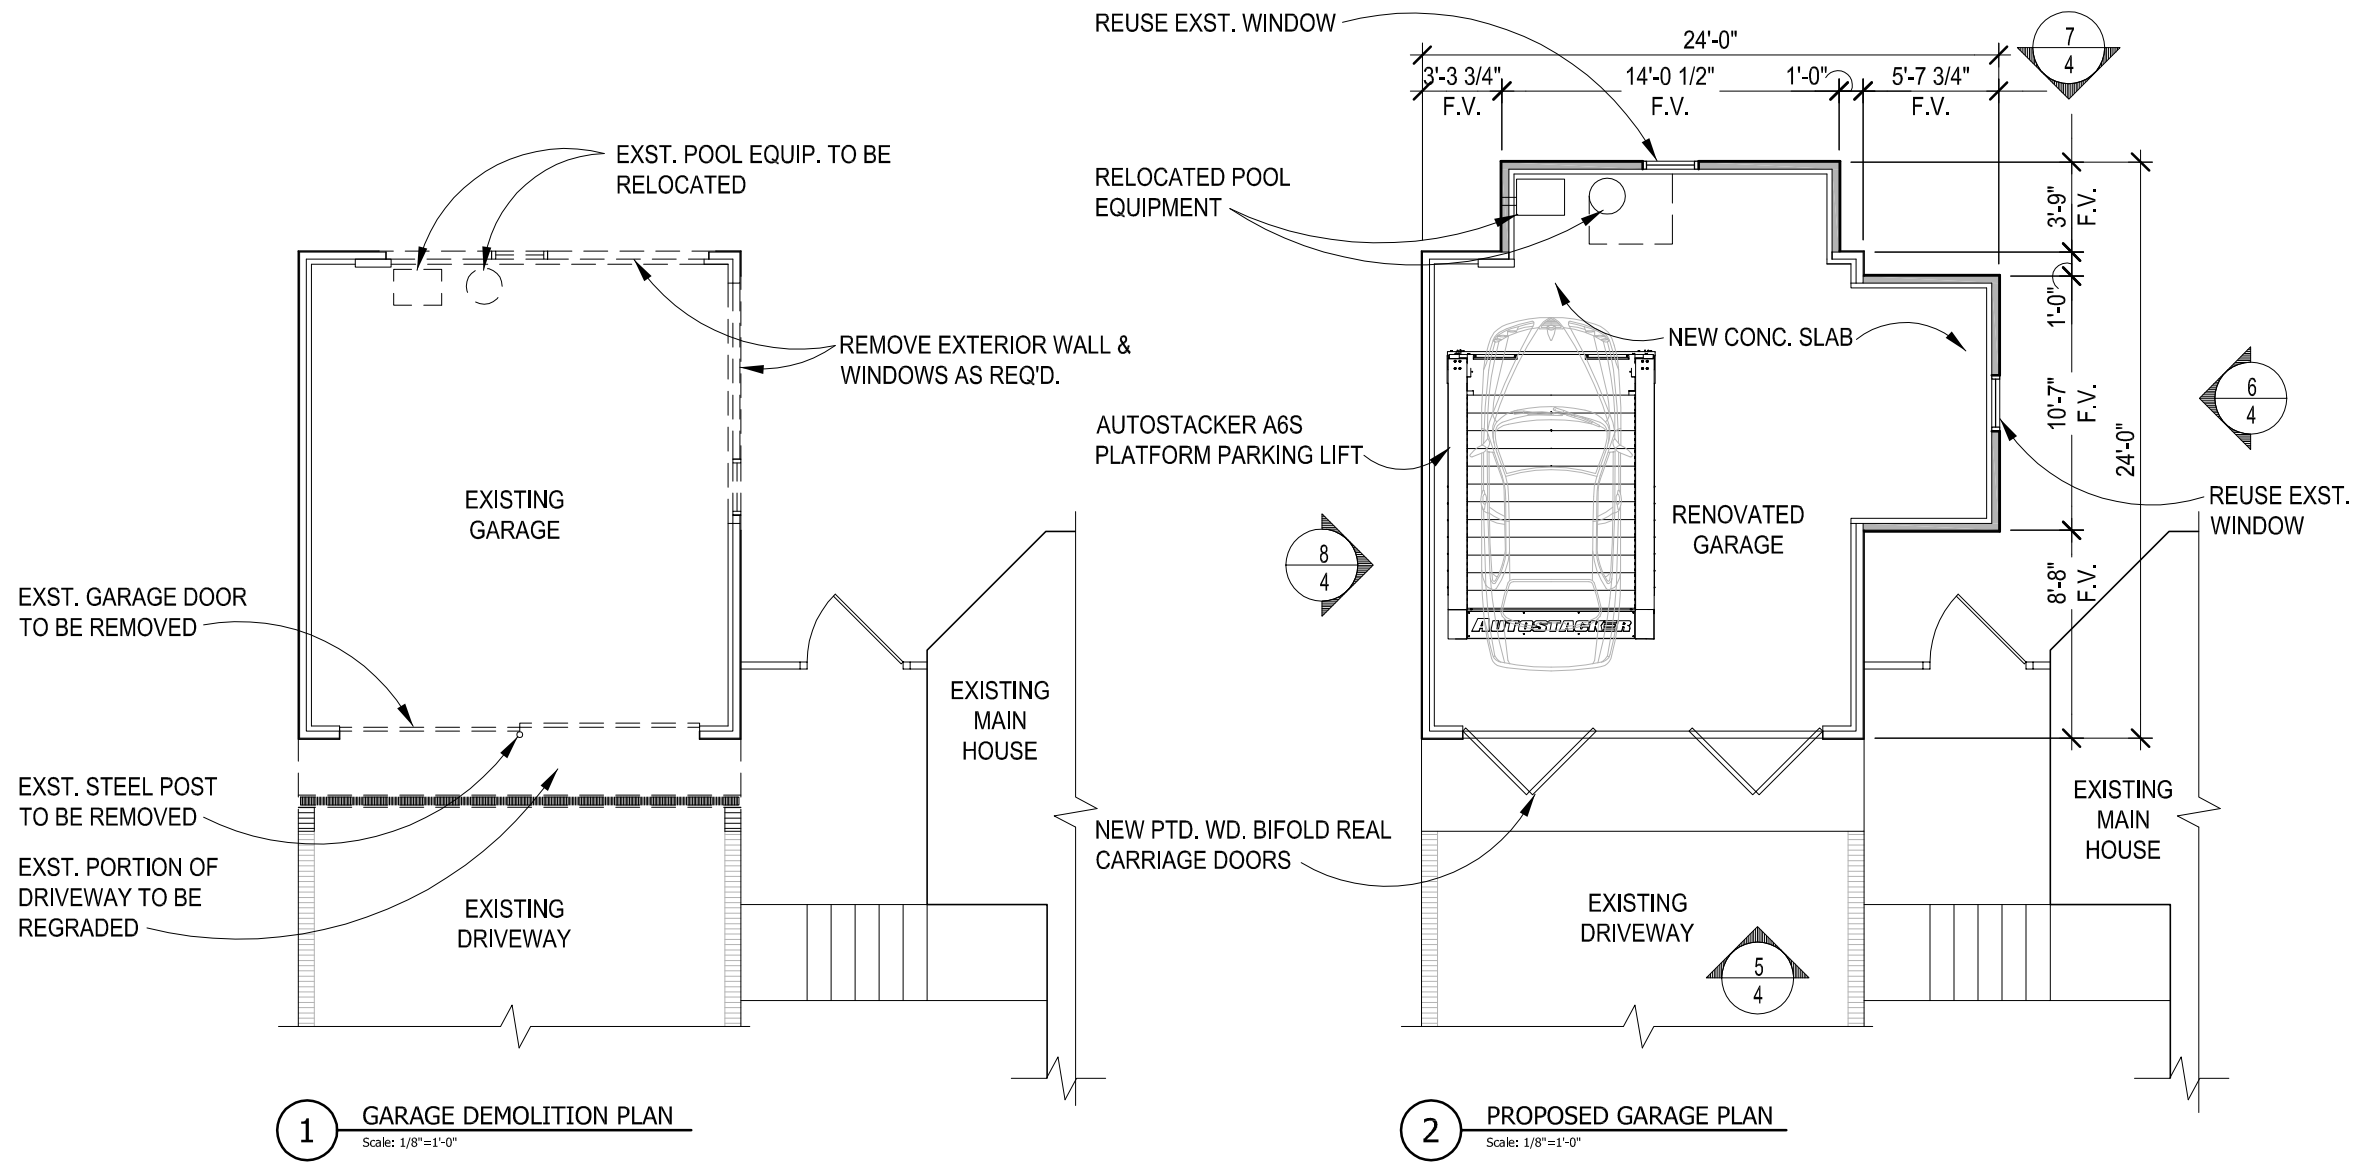 EXST. POOL EQUIP. TO BE
RELOCATED
REMOVE EXTERIOR WALL &
WINDOWS AS REQ'D.
EXISTING
GARAGE
EXST. GARAGE DOOR
TO BE REMOVED
EXISTING
MAIN
HOUSE
EXST. STEEL POST
TO BE REMOVED
EXST. PORTION OF
DRIVEWAY TO BE
REGRADED
EXISTING
DRIVEWAY
1
GARAGE DEMOLITION PLAN
Scale: 1/8"=1'-0"
REUSE EXST. WINDOW
24'-0"
3'-3 3/4"
F.V.
14'-0 1/2"
F.V.
1'-0"
5'-7 3/4"
F.V.
7
4
RELOCATED POOL
EQUIPMENT
3'-9"
F.V.
1'-0"
NEW CONC. SLAB
10'-7"
F.V.
24'-0"
6
4
AUTOSTACKER A6S
PLATFORM PARKING LIFT
REUSE EXST.
WINDOW
RENOVATED
GARAGE
8
4
8'-8"
F.V.
AUTOSTACKER
EXISTING
MAIN
HOUSE
NEW PTD. WD. BIFOLD REAL
CARRIAGE DOORS
EXISTING
DRIVEWAY
5
4
2
PROPOSED GARAGE PLAN
Scale: 1/8"=1'-0"